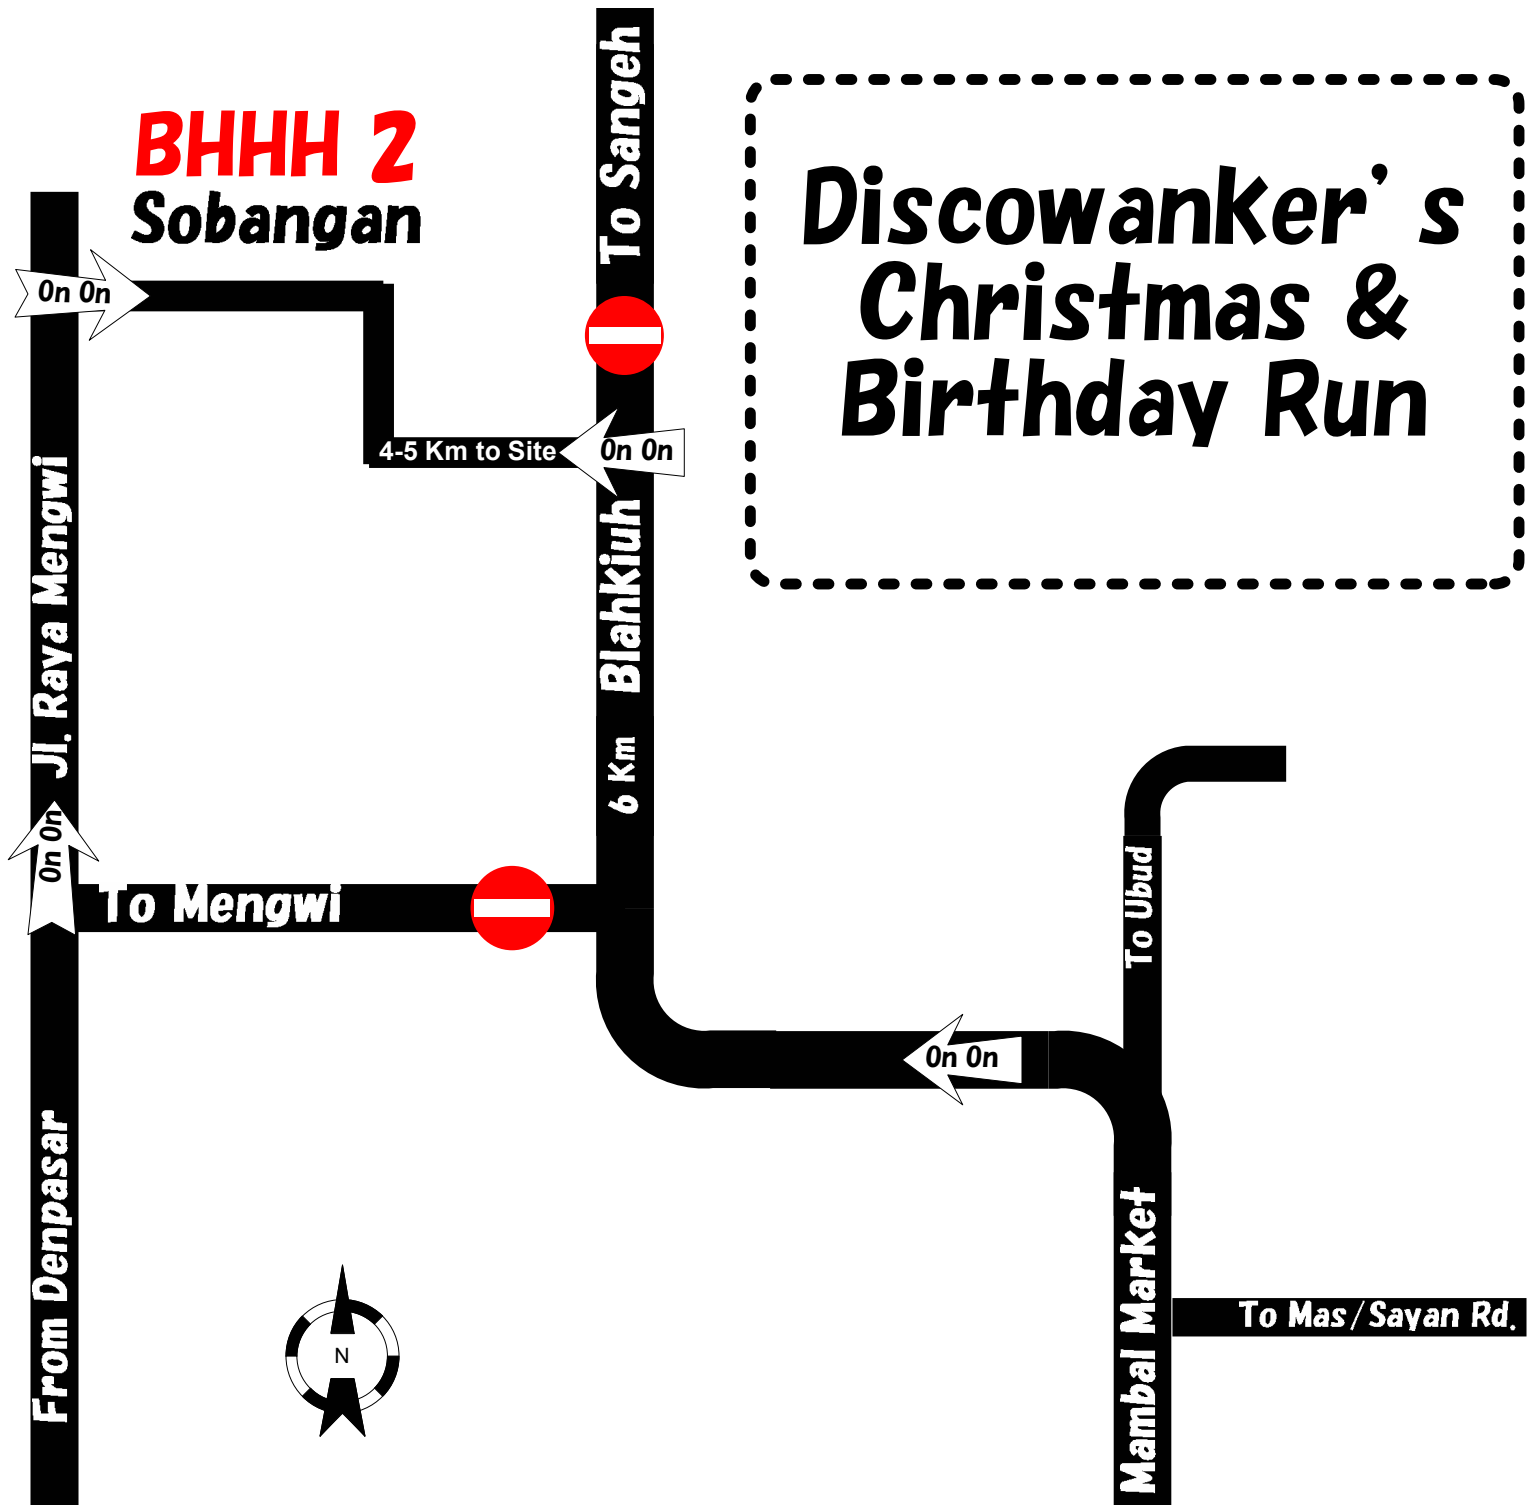 BHHH 2
Sobangan
To Sangeh
Discowanker's
Christmas &
Birthday Run
On On
4-5 Km to Site
On On
Jl. Raya Mengwi
Blahkiuh
6 Km
On On
To Mengwi
To Ubud
On On
From Denpasar
Mambal Market
To Mas/Sayan Rd.
N